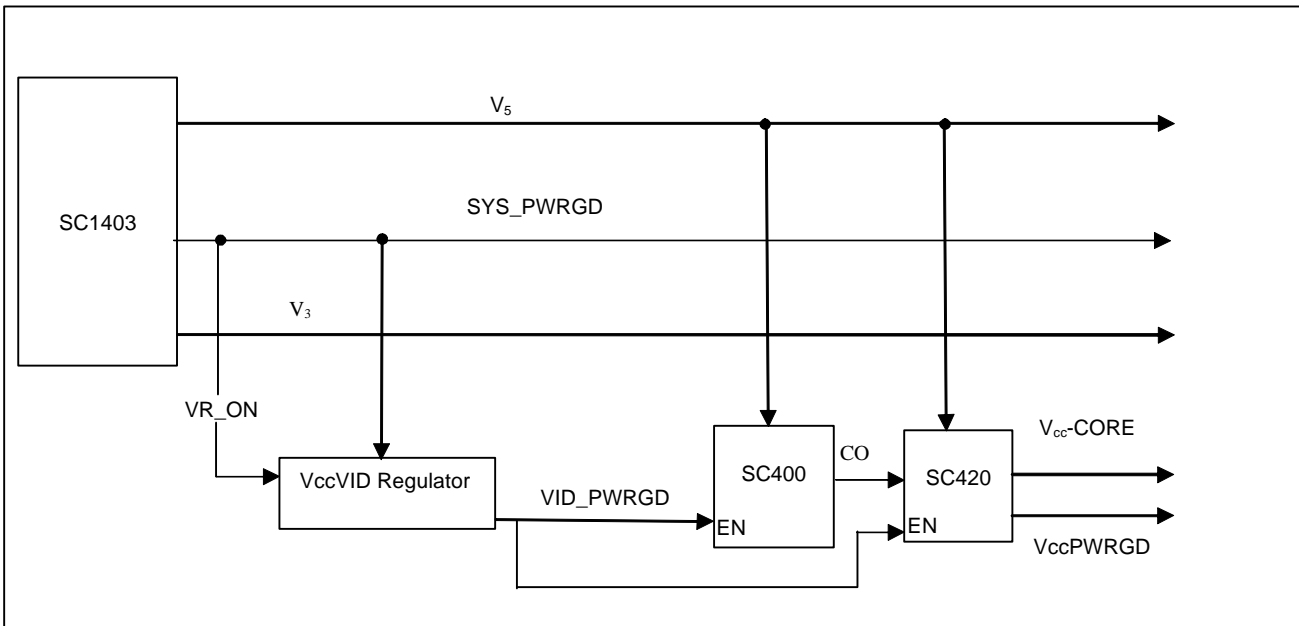 V₅
SYS_PWRGD
SC1403
V₃
VR_ON
VccVID Regulator
VID_PWRGD
SC400
EN
CO
SC420
EN
Vcc-CORE
VccPWRGD